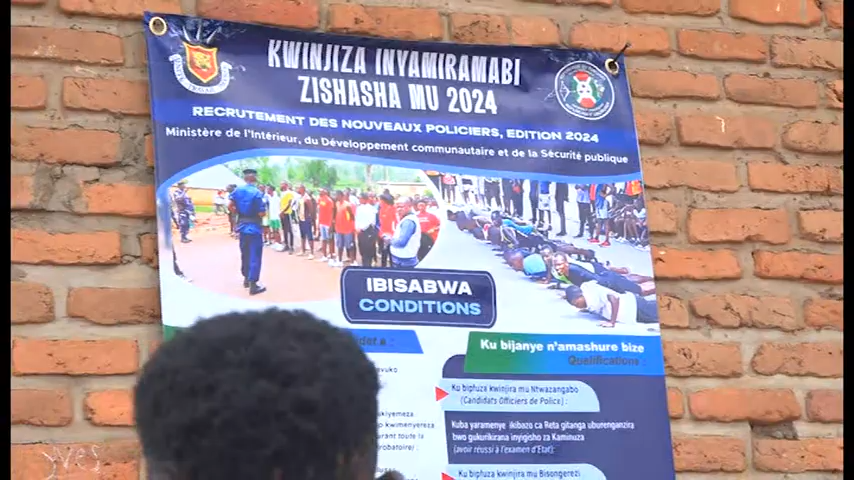 KWINJIZA INYAMIRAMABI
ZISHASHA MU 2024
RECRUTEMENT DES NOUVEAUX POLICIERS, EDITION 2024
Ministère de l'Intérieur, du Développement communautaire et de la Sécurité publique
IBISABWA
CONDITIONS
Ku bijanye n'amashure bize
Qualifications :
Ku bipfuza kwinjira mu Ntwazangabo
(Candidats Officiers de Police) :
Kuba yaramenye ikibazo ca Reta gitanga uburenganzira
bwo gukurikirana inyigisho za Kaminuza
(avoir réussi à l'examen d'Etat);
Ku bipfuza kwinjira mu Bisongerezi
yves